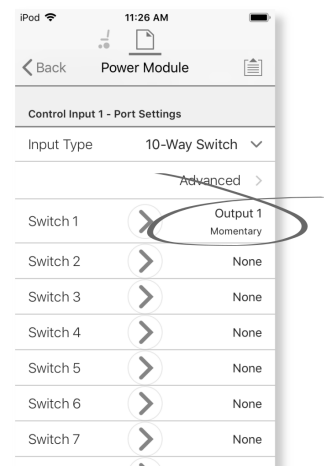 iPod 11:26 AM
Back Power Module
Control Input 1 - Port Settings
Input Type 10-Way Switch
Advanced
Switch 1 Output 1
Momentary
Switch 2 None
Switch 3 None
Switch 4 None
Switch 5 None
Switch 6 None
Switch 7 None